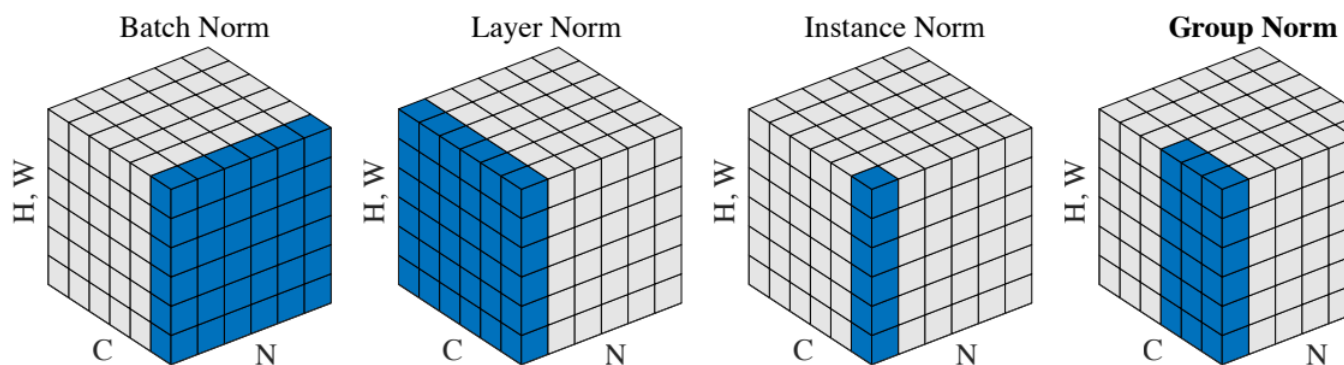 Batch Norm
Layer Norm
Instance Norm
Group Norm
H, W
C
N
H, W
C
N
H, W
C
N
H, W
C
N